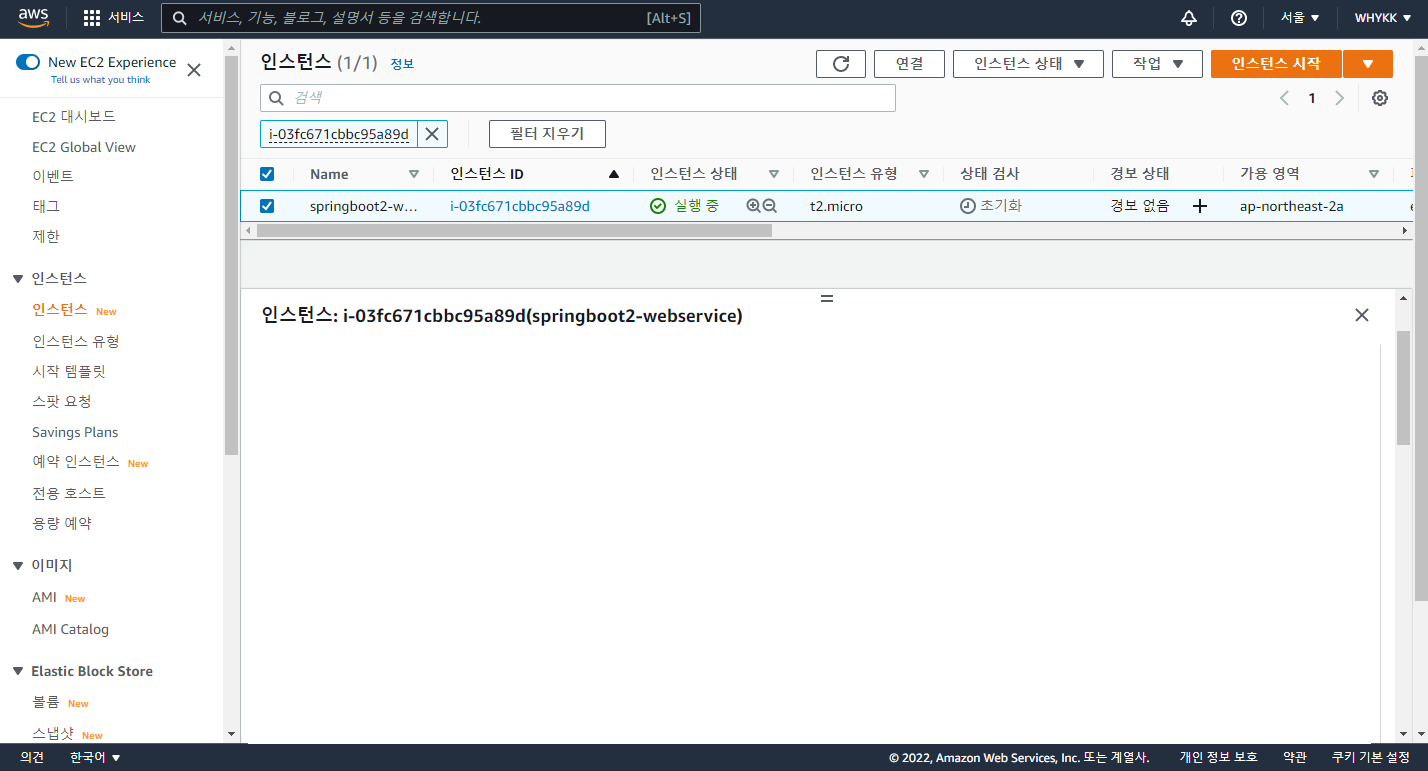 aws 서비스 서비스, 기능, 블로그, 설명서 등을 검색합니다. [Alt+S] 서울 ▼ WHYKK ▼
New EC2 Experience
Tell us what you think
EC2 대시보드
EC2 Global View
이벤트
태그
제한
인스턴스
인스턴스 New
인스턴스 유형
시작 템플릿
스팟 요청
Savings Plans
예약 인스턴스 New
전용 호스트
용량 예약
이미지
AMI New
AMI Catalog
Elastic Block Store
볼륨 New
스냅샷 New
인스턴스 (1/1) 정보 연결 인스턴스 상태 ▼ 작업 ▼ 인스턴스 시작 ▼
검색 1
i-03fc671cbbc95a89d 필터 지우기
Name 인스턴스 ID 인스턴스 상태 인스턴스 유형 상태 검사 경보 상태 가용 영역
springboot2-w... i-03fc671cbbc95a89d 실행 중 t2.micro 초기화 경보 없음 + ap-northeast-2a
인스턴스: i-03fc671cbbc95a89d(springboot2-webservice)
의견 한국어 ▼ © 2022, Amazon Web Services, Inc. 또는 계열사. 개인 정보 보호 약관 쿠키 기본 설정